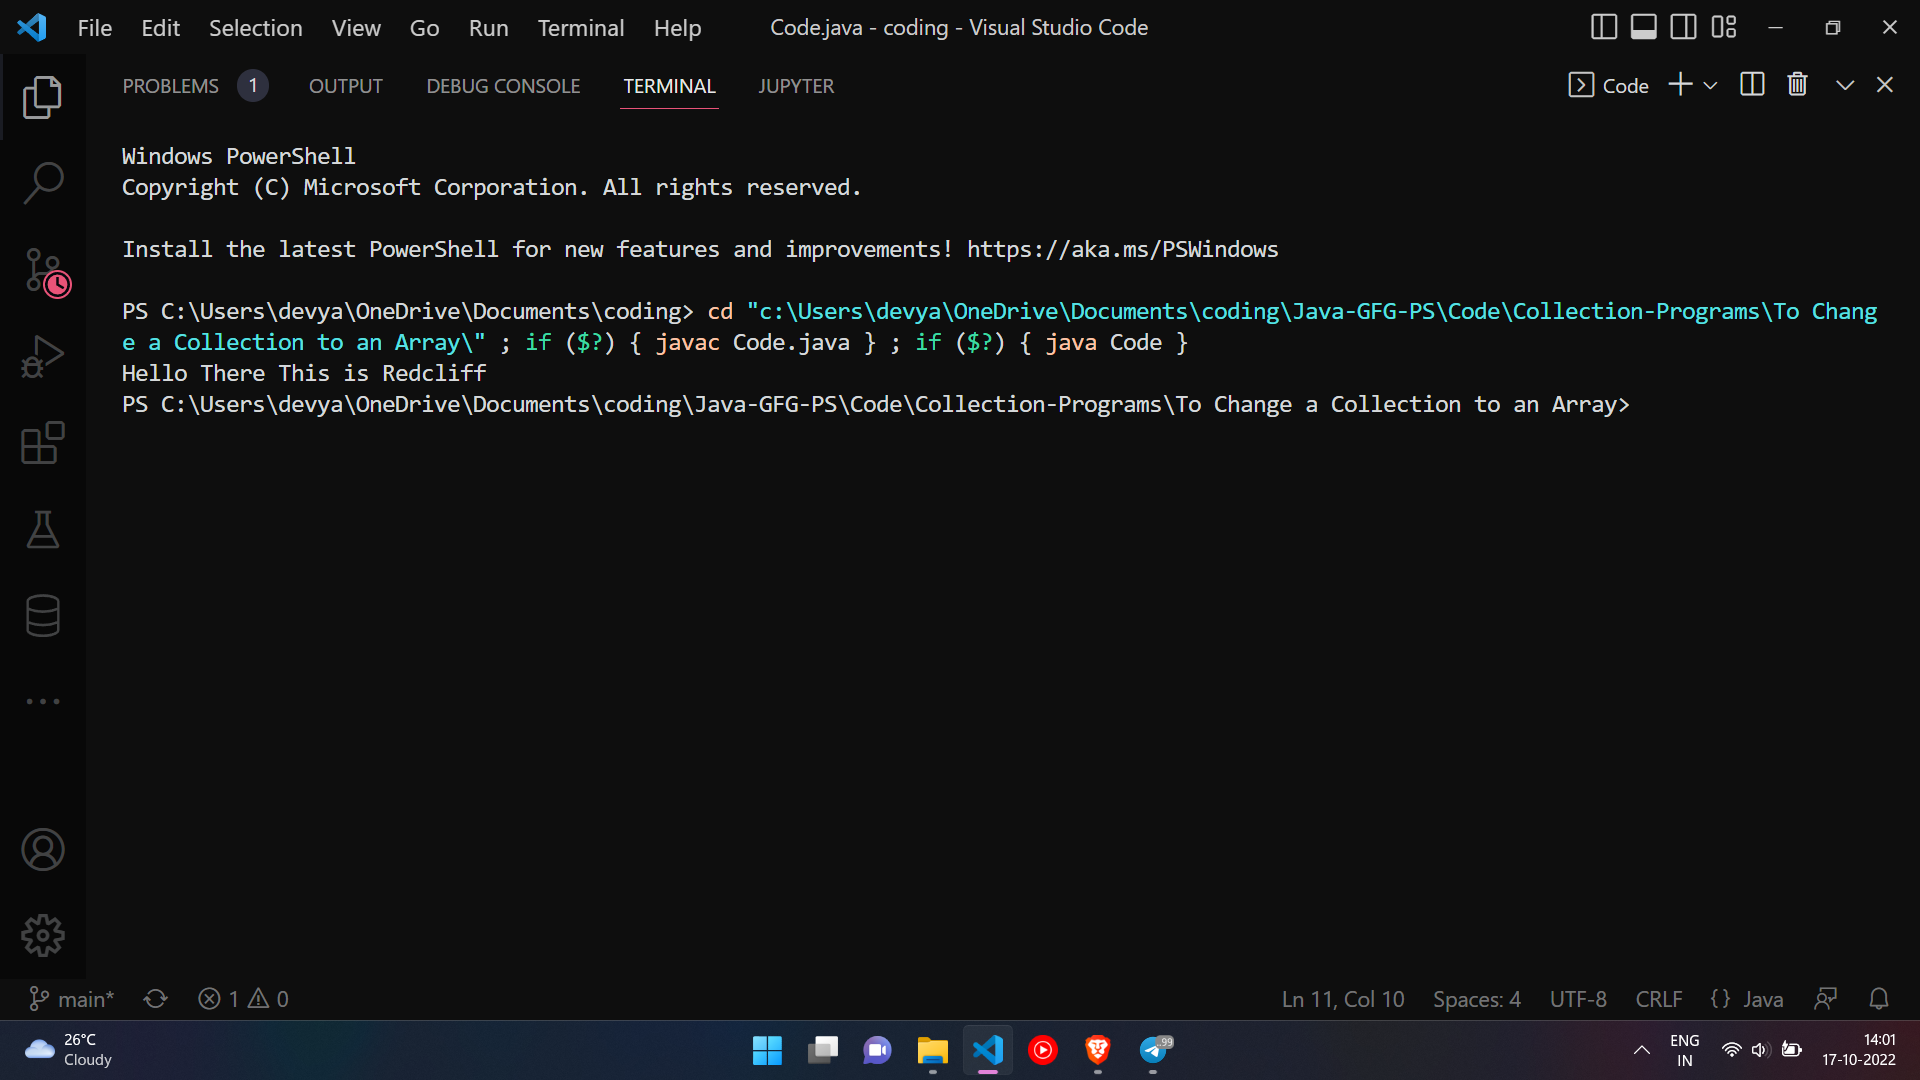 File Edit Selection View Go Run Terminal Help Code.java - coding - Visual Studio Code
PROBLEMS 1 OUTPUT DEBUG CONSOLE TERMINAL JUPYTER Code
Windows PowerShell
Copyright (C) Microsoft Corporation. All rights reserved.
Install the latest PowerShell for new features and improvements! https://aka.ms/PSWindows
PS C:\Users\devya\OneDrive\Documents\coding> cd "c:\Users\devya\OneDrive\Documents\coding\Java-GFG-PS\Code\Collection-Programs\To Chang
e a Collection to an Array\" ; if ($?) { javac Code.java } ; if ($?) { java Code }
Hello There This is Redcliff
PS C:\Users\devya\OneDrive\Documents\coding\Java-GFG-PS\Code\Collection-Programs\To Change a Collection to an Array>
main* 1 0 Ln 11, Col 10 Spaces: 4 UTF-8 CRLF {} Java
26°C
Cloudy
99
ENG
IN
14:01
17-10-2022